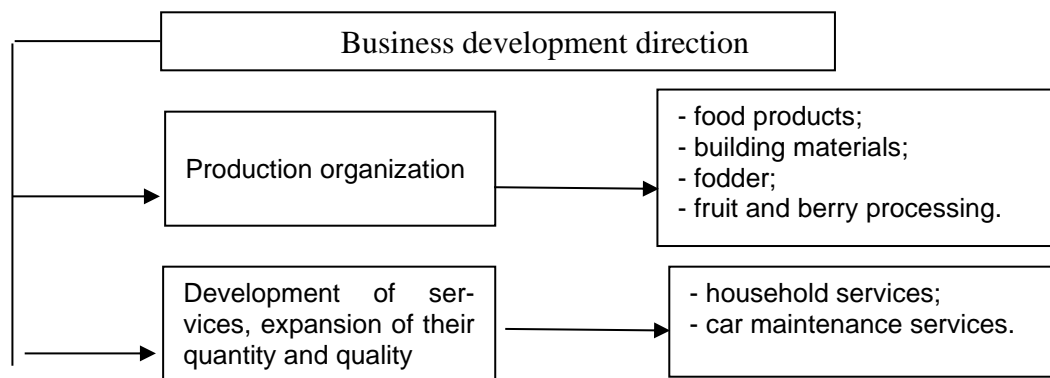 Business development direction
Production organization
- food products;
- building materials;
- fodder;
- fruit and berry processing.
Development of ser-
vices, expansion of their
quantity and quality
- household services;
- car maintenance services.